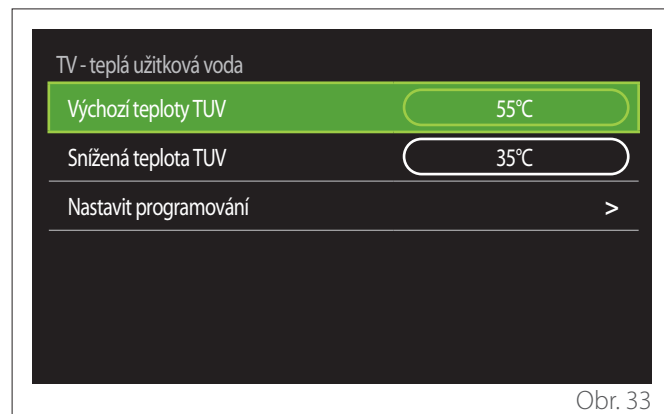 TV - teplá užitková voda
Výchozí teploty TUV 55°C
Snížená teplota TUV 35°C
Nastavit programování >
Obr. 33